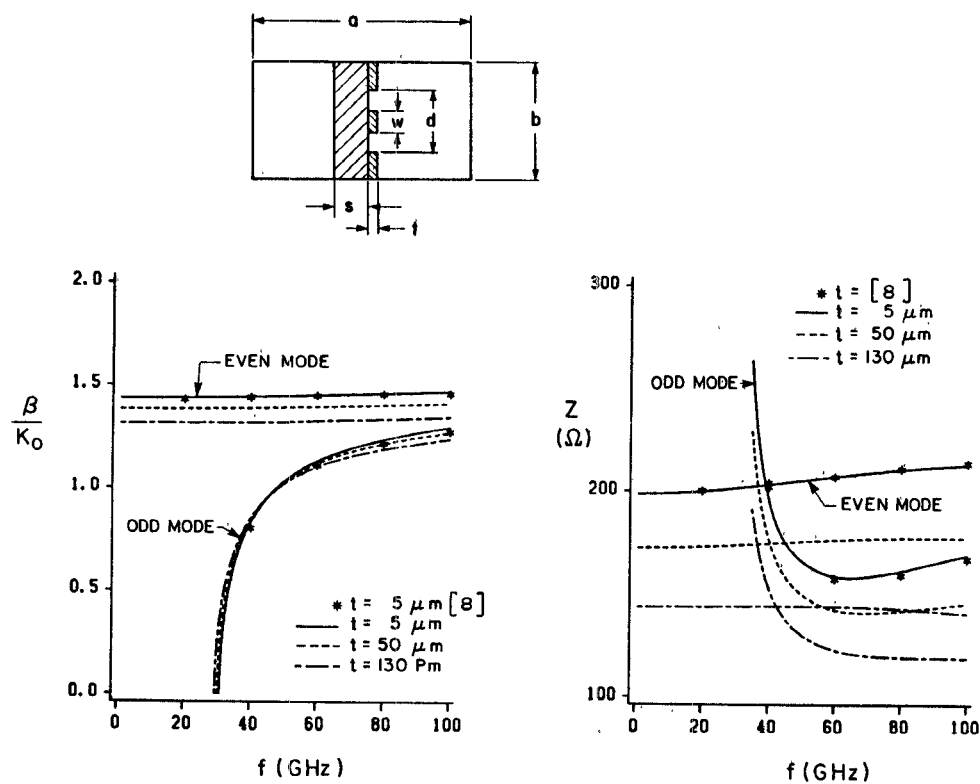 a
w
d
b
s
t
2.0
1.5
1.0
0.5
0.0
β
K0
EVEN MODE
ODD MODE
* t = 5 μm [8]
t = 5 μm
t = 50 μm
t = 130 Pm
0 20 40 60 80 100
f (GHz)
300
200
100
Z
(Ω)
* t = [8]
t = 5 μm
t = 50 μm
t = 130 μm
ODD MODE
EVEN MODE
0 20 40 60 80 100
f (GHz)